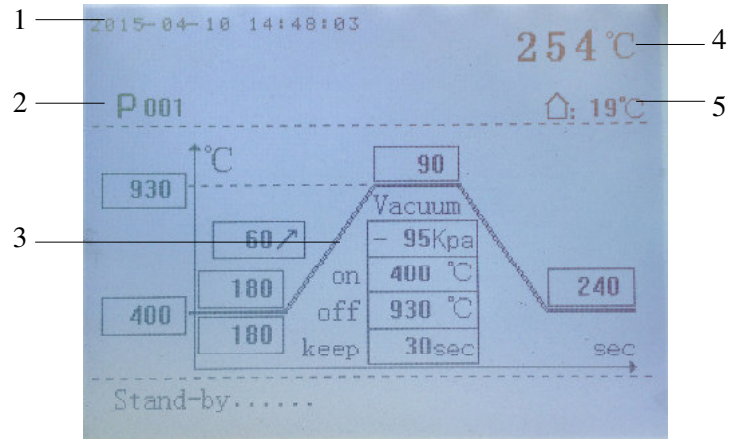 1
2015-04-10 14:48:03
254℃
4
2
P001
: 19℃
5
℃
90
930
Vacuum
3
60↗
- 95Kpa
180
on
400 ℃
240
400
off
930 ℃
180
keep
30sec
sec
Stand-by......